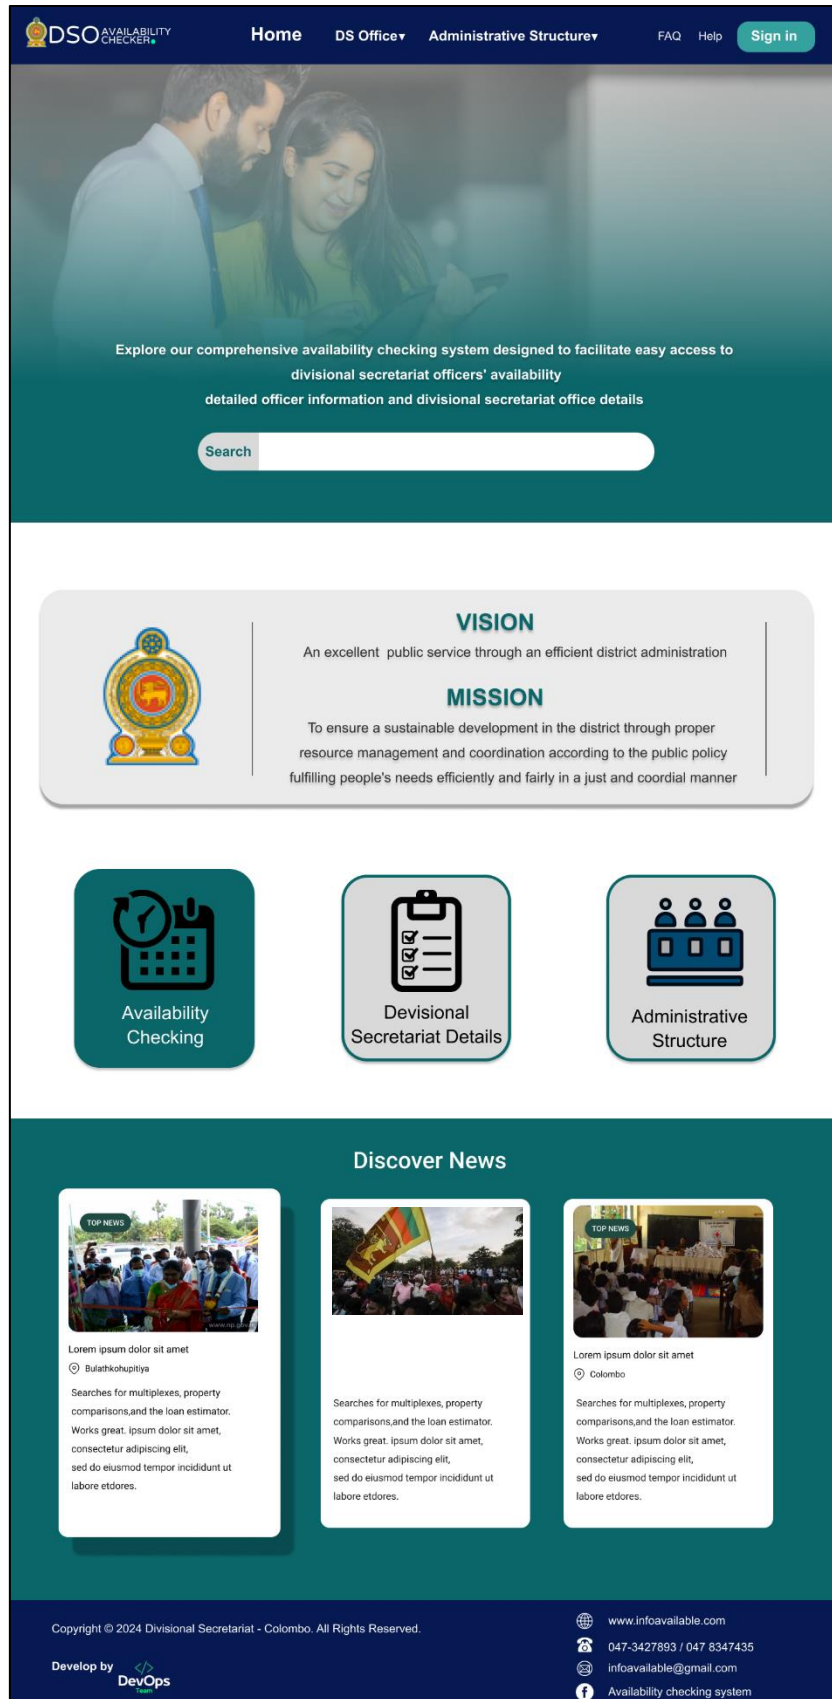 DSO AVAILABILITY CHECKER
Home
DS Office▾
Administrative Structure▾
FAQ
Help
Sign in
Explore our comprehensive availability checking system designed to facilitate easy access to
divisional secretariat officers' availability
detailed officer information and divisional secretariat office details
Search
VISION
An excellent public service through an efficient district administration
MISSION
To ensure a sustainable development in the district through proper
resource management and coordination according to the public policy
fulfilling people's needs efficiently and fairly in a just and coordial manner
Availability
Checking
Devisional
Secretariat Details
Administrative
Structure
Discover News
TOP NEWS
www.np.gov
Lorem ipsum dolor sit amet
Bulathkohupitiya
Searches for multiplexes, property
comparisons,and the loan estimator.
Works great. ipsum dolor sit amet,
consectetur adipiscing elit,
sed do eiusmod tempor incididunt ut
labore etdores.
Searches for multiplexes, property
comparisons,and the loan estimator.
Works great. ipsum dolor sit amet,
consectetur adipiscing elit,
sed do eiusmod tempor incididunt ut
labore etdores.
TOP NEWS
Lorem ipsum dolor sit amet
Colombo
Searches for multiplexes, property
comparisons,and the loan estimator.
Works great. ipsum dolor sit amet,
consectetur adipiscing elit,
sed do eiusmod tempor incididunt ut
labore etdores.
Copyright © 2024 Divisional Secretariat - Colombo. All Rights Reserved.
Develop by
</>
DevOps
Team
www.infoavailable.com
047-3427893 / 047 8347435
infoavailable@gmail.com
Availability checking system